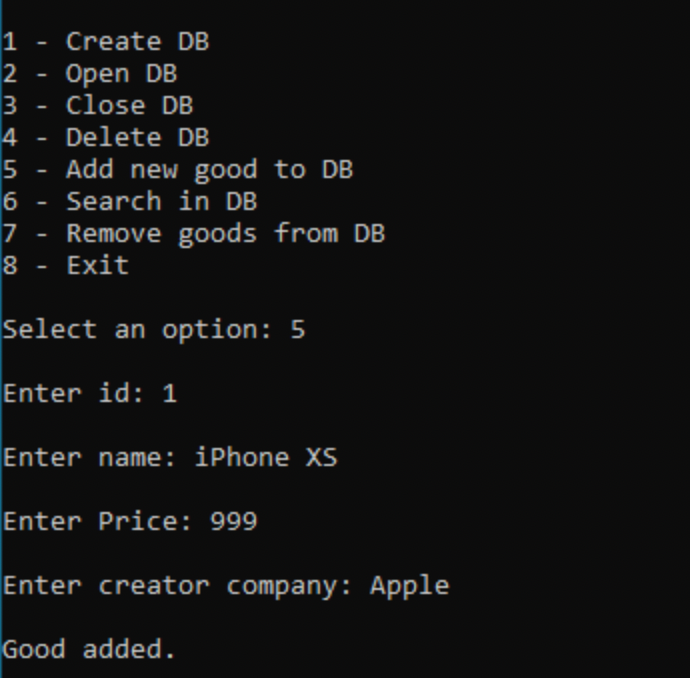 1 - Create DB
2 - Open DB
3 - Close DB
4 - Delete DB
5 - Add new good to DB
6 - Search in DB
7 - Remove goods from DB
8 - Exit
Select an option: 5
Enter id: 1
Enter name: iPhone XS
Enter Price: 999
Enter creator company: Apple
Good added.